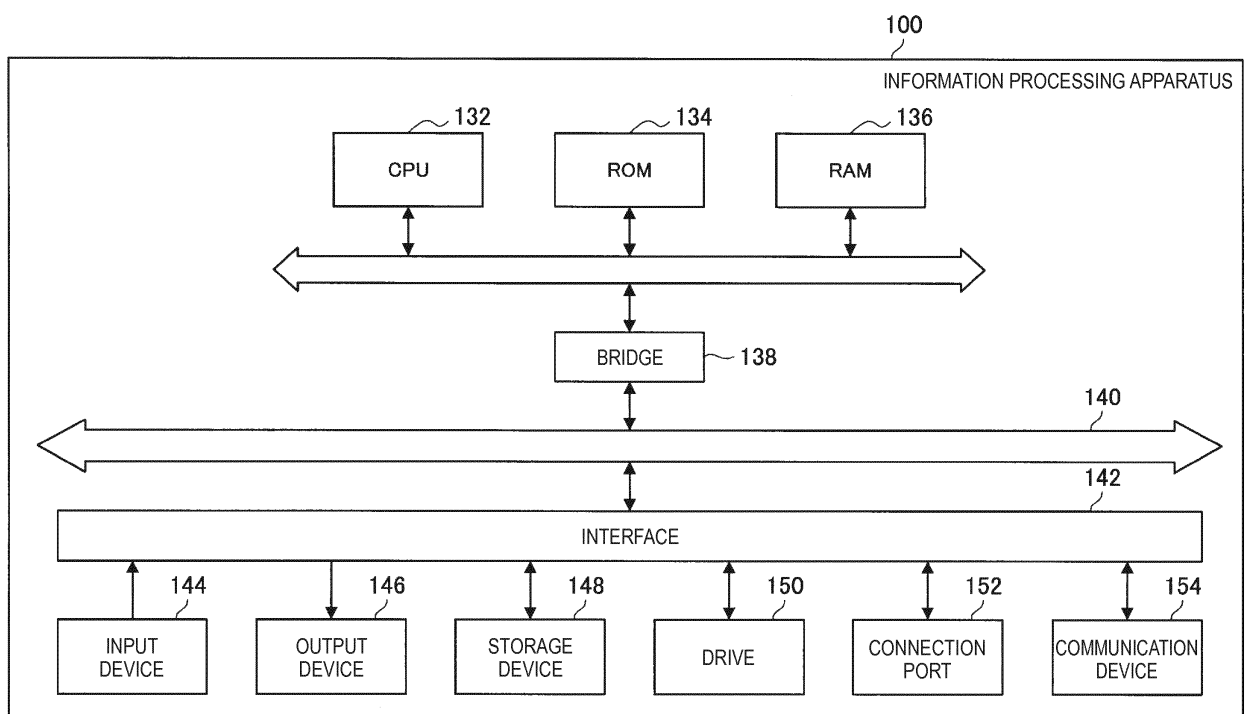 100
INFORMATION PROCESSING APPARATUS
132
134
136
CPU
ROM
RAM
BRIDGE
138
140
142
INTERFACE
144
146
148
150
152
154
INPUT
DEVICE
OUTPUT
DEVICE
STORAGE
DEVICE
DRIVE
CONNECTION
PORT
COMMUNICATION
DEVICE